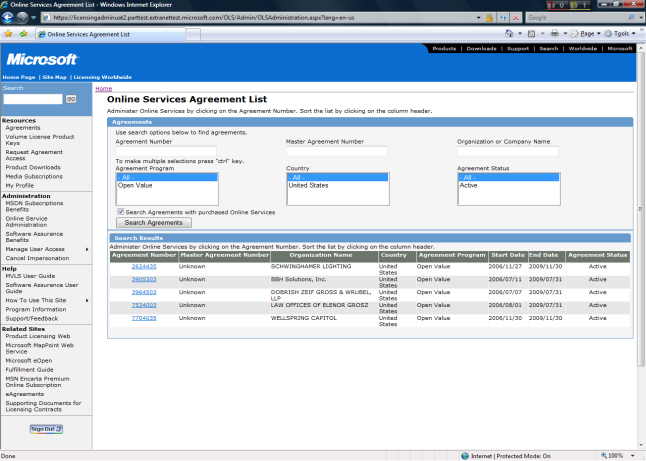 Online Services Agreement List - Windows Internet Explorer
https://licensingadminuat2.parttest.extranettest.microsoft.com/OLS/Admin/OLSAdministration.aspx?lang=en-us
Google
Online Services Agreement List
Page
Tools
Products | Downloads | Support | Search | Worldwide | Microsoft
Microsoft
Home Page | Site Map | Licensing Worldwide
Search
GO
Resources
Agreements
Volume License Product
Keys
Request Agreement
Access
Product Downloads
Media Subscriptions
My Profile
Administration
MSDN Subscriptions
Benefits
Online Service
Administration
Software Assurance
Benefits
Manage User Access
Cancel Impersonation
Help
MVLS User Guide
Software Assurance User
Guide
How To Use This Site
Program Information
Support/Feedback
Related Sites
Product Licensing Web
Microsoft MapPoint Web
Service
Microsoft eOpen
Fulfillment Guide
MSN Encarta Premium
Online Subscription
eAgreements
Supporting Documents for
Licensing Contracts
Sign Out
Home
Online Services Agreement List
Administer Online Services by clicking on the Agreement Number. Sort the list by clicking on the column header.
Agreements
Use search options below to find agreements.
Agreement Number Master Agreement Number Organization or Company Name
To make multiple selections press "ctrl" key.
Agreement Program Country Agreement Status
- All - - All - - All -
Open Value United States Active
Search Agreements with purchased Online Services
Search Agreements
Search Results
Administer Online Services by clicking on the Agreement Number. Sort the list by clicking on the column header.
Agreement Number Master Agreement Number Organization Name Country Agreement Program Start Date End Date Agreement Status
2624435 Unknown SCHWINGHAMER LIGHTING United States Open Value 2006/11/27 2009/11/30 Active
3905303 Unknown BBH Solutions, Inc. United States Open Value 2006/07/11 2009/07/31 Active
3964503 Unknown DOBRISH ZEIF GROSS & WRUBEL, LLP United States Open Value 2006/07/07 2009/07/31 Active
7534003 Unknown LAW OFFICES OF ELENOR GROSZ United States Open Value 2006/08/01 2009/07/31 Active
7704035 Unknown WELLSPRING CAPITOL United States Open Value 2006/11/30 2009/11/30 Active
Done
Internet | Protected Mode: On
100%